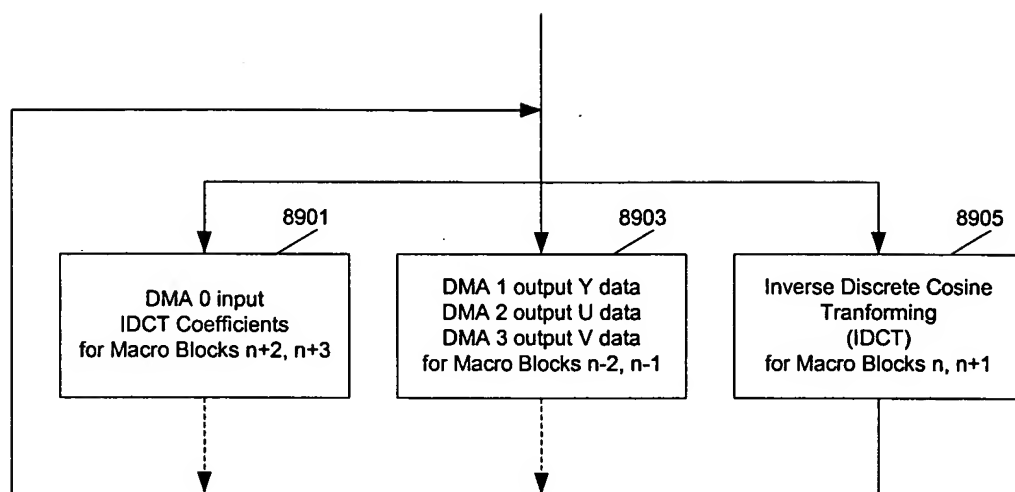 8901
8903
8905
DMA 0 input
IDCT Coefficients
for Macro Blocks n+2, n+3
DMA 1 output Y data
DMA 2 output U data
DMA 3 output V data
for Macro Blocks n-2, n-1
Inverse Discrete Cosine
Tranforming
(IDCT)
for Macro Blocks n, n+1